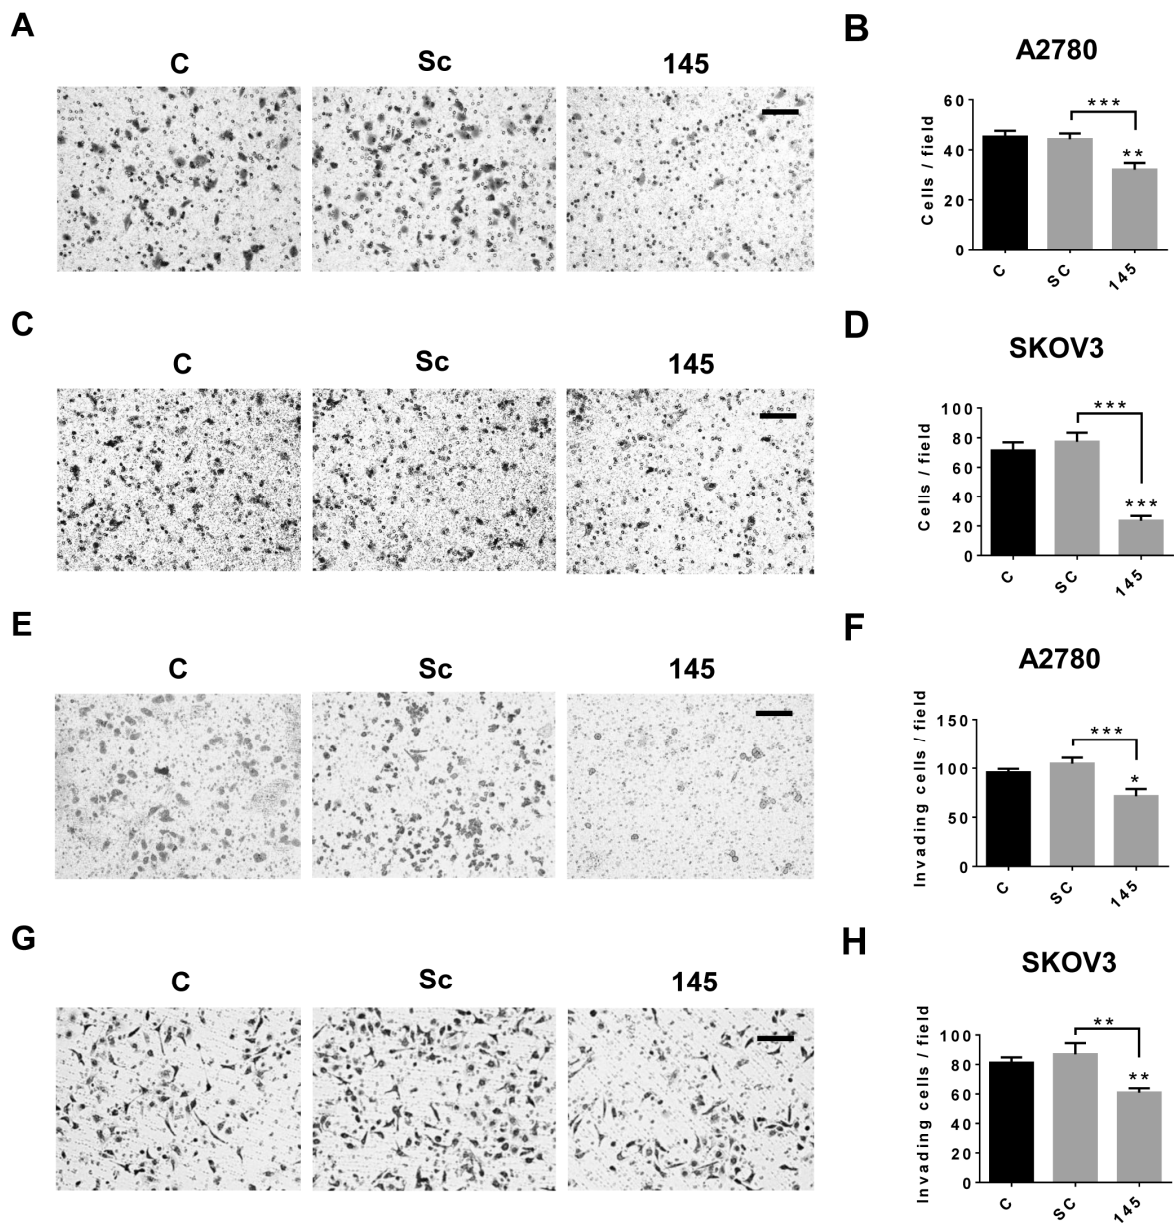 A
C Sc 145
B
A2780
Cells / field
60
40
20
0
***
**
C SC 145
C
C Sc 145
D
SKOV3
Cells / field
100
80
60
40
20
0
***
***
C SC 145
E
C Sc 145
F
A2780
Invading cells / field
150
100
50
0
***
*
C SC 145
G
C Sc 145
H
SKOV3
Invading cells / field
100
80
60
40
20
0
**
**
C SC 145